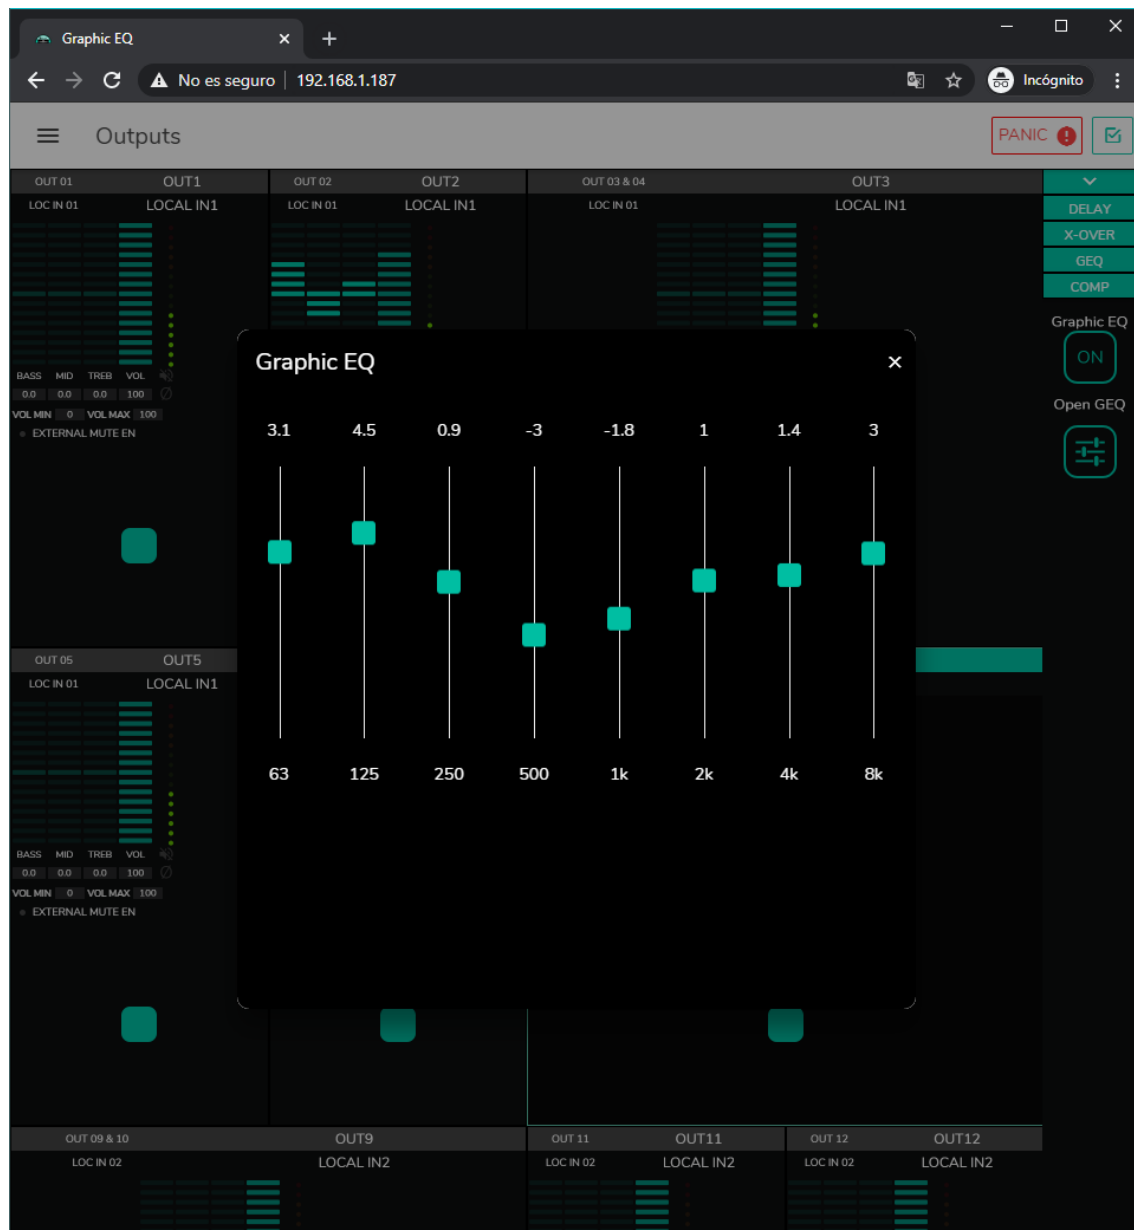 Graphic EQ
No es seguro 192.168.1.187 Incógnito
Outputs PANIC
OUT 01 OUT1 OUT 02 OUT2 OUT 03 & 04 OUT3
LOC IN 01 LOCAL IN1 LOC IN 01 LOCAL IN1 LOC IN 01 LOCAL IN1
DELAY
X-OVER
GEQ
COMP
Graphic EQ
ON
Open GEQ
BASS MID TREB VOL
0.0 0.0 0.0 100
VOL MIN 0 VOL MAX 100
EXTERNAL MUTE EN
Graphic EQ
3.1 4.5 0.9 -3 -1.8 1 1.4 3
63 125 250 500 1k 2k 4k 8k
OUT 05 OUT5
LOC IN 01 LOCAL IN1
BASS MID TREB VOL
0.0 0.0 0.0 100
VOL MIN 0 VOL MAX 100
EXTERNAL MUTE EN
OUT 09 & 10 OUT9 OUT 11 OUT11 OUT 12 OUT12
LOC IN 02 LOCAL IN2 LOC IN 02 LOCAL IN2 LOC IN 02 LOCAL IN2